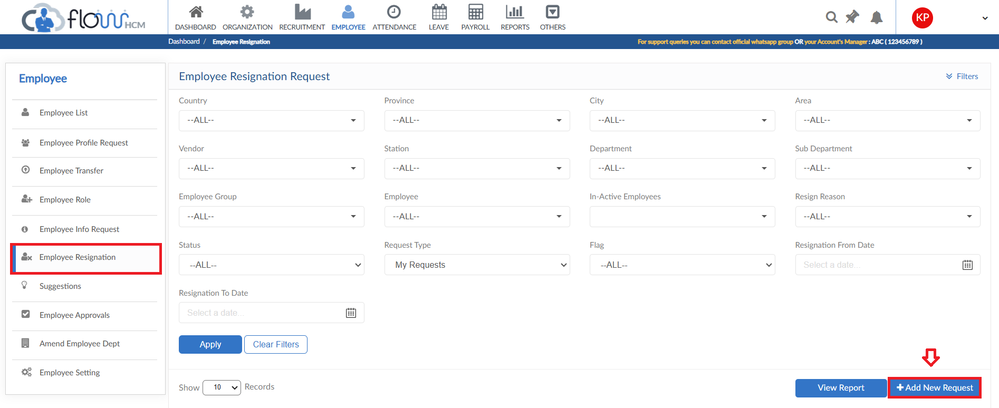 flow HCM
DASHBOARD ORGANIZATION RECRUITMENT EMPLOYEE ATTENDANCE LEAVE PAYROLL REPORTS OTHERS
KP
Dashboard / Employee Resignation
For support queries you can contact official whatsapp group OR your Account's Manager : ABC ( 123456789 )
Employee
Employee List
Employee Profile Request
Employee Transfer
Employee Role
Employee Info Request
Employee Resignation
Suggestions
Employee Approvals
Amend Employee Dept
Employee Setting
Employee Resignation Request
Filters
Country Province City Area
--ALL-- --ALL-- --ALL-- --ALL--
Vendor Station Department Sub Department
--ALL-- --ALL-- --ALL-- --ALL--
Employee Group Employee In-Active Employees Resign Reason
--ALL-- --ALL-- --ALL--
Status Request Type Flag Resignation From Date
--ALL-- My Requests --ALL-- Select a date...
Resignation To Date
Select a date...
Apply Clear Filters
Show 10 Records
View Report + Add New Request